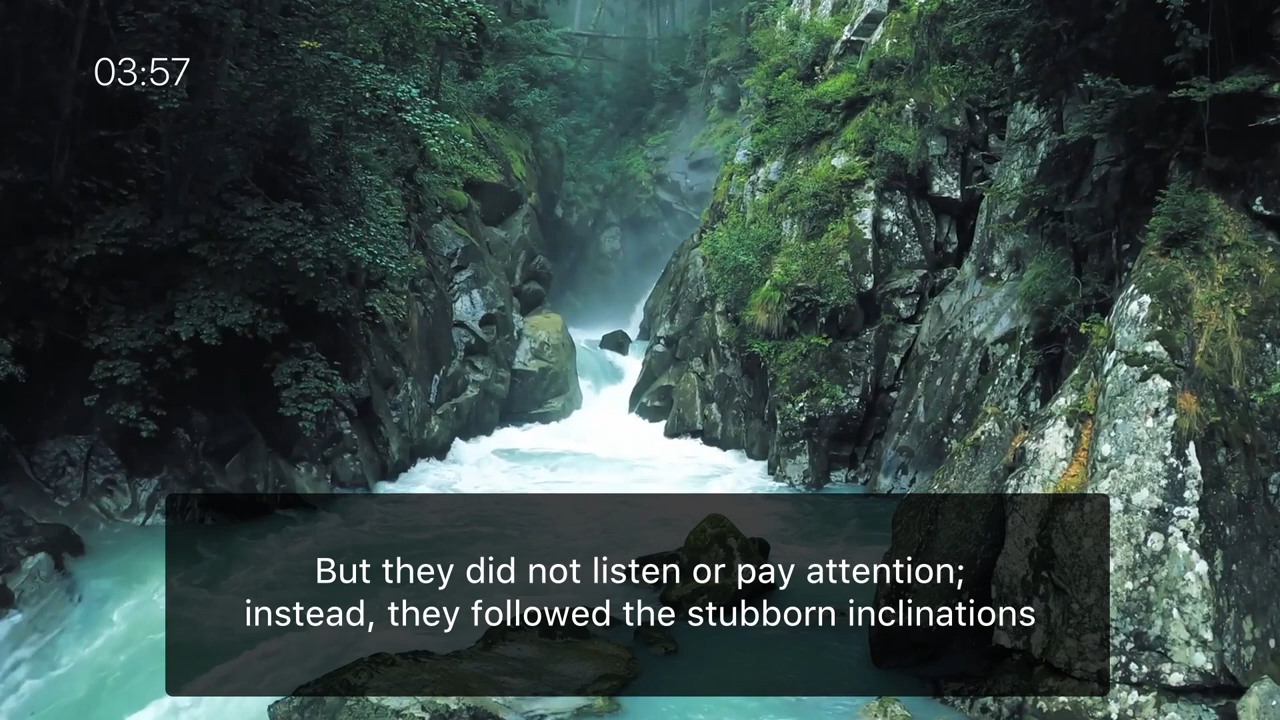 03:57
But they did not listen or pay attention;
instead, they followed the stubborn inclinations